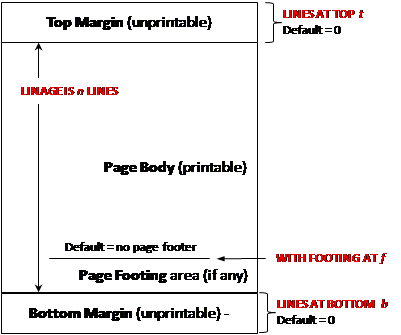 Top Margin (unprintable)
LINES AT TOP t
Default = 0
LINAGE IS n LINES
Page Body (printable)
Default = no page footer
WITH FOOTING AT f
Page Footing area (if any)
Bottom Margin (unprintable) -
LINES AT BOTTOM b
Default = 0